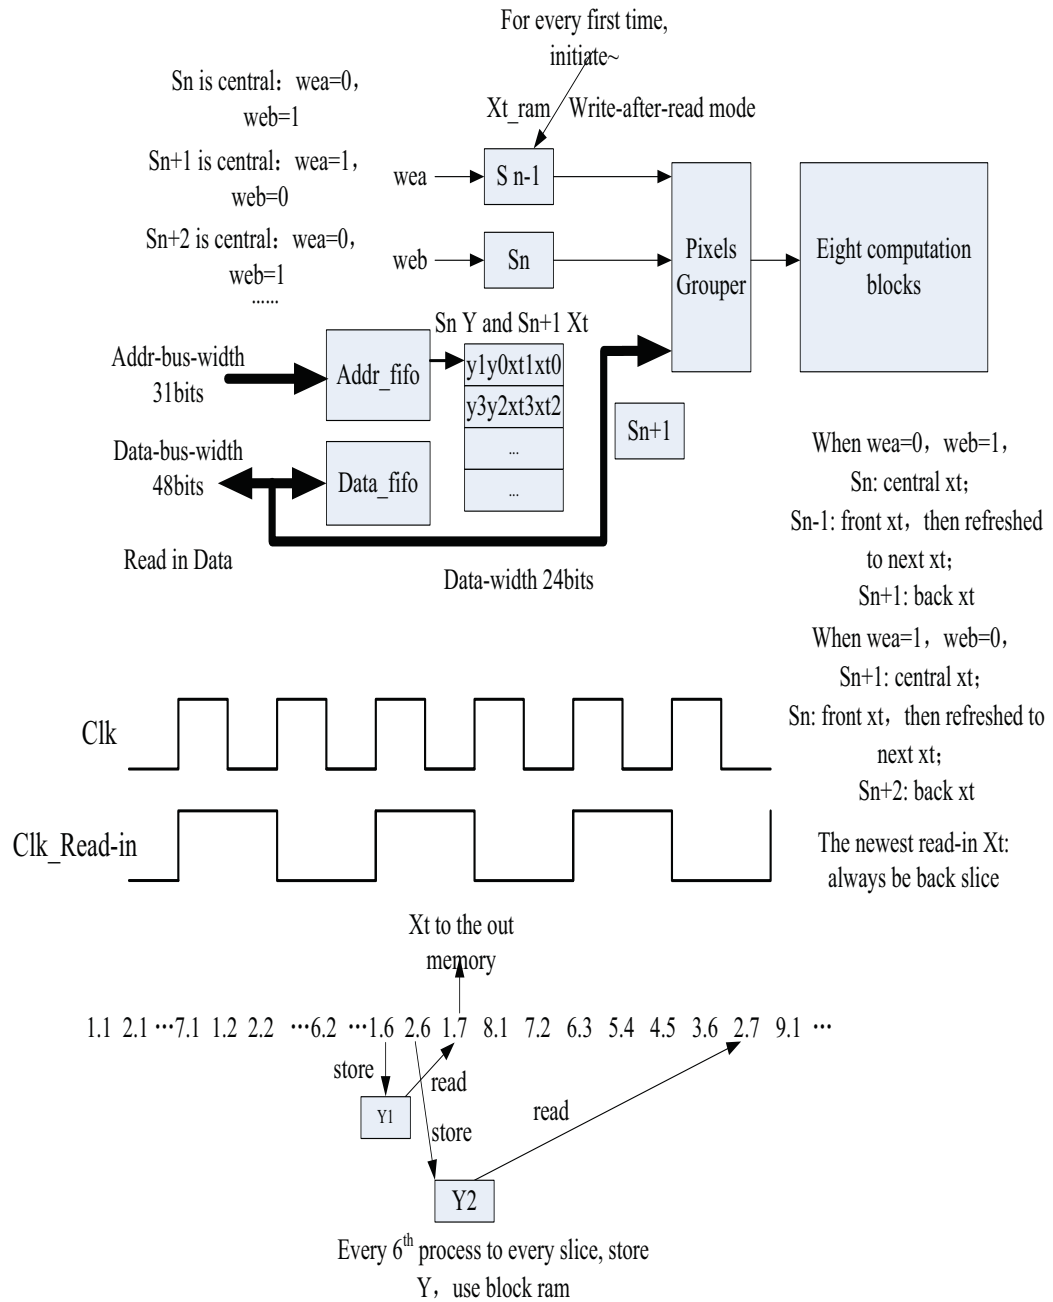 For every first time,
initiate~
Sn is central: wea=0,
web=1
Xt_ram
Write-after-read mode
Sn+1 is central: wea=1,
web=0
wea
S n-1
Sn+2 is central: wea=0,
web=1
......
web
Sn
Pixels
Grouper
Eight computation
blocks
Sn Y and Sn+1 Xt
Addr-bus-width
31bits
Addr_fifo
y1y0xt1xt0
y3y2xt3xt2
...
...
Sn+1
Data-bus-width
48bits
Data_fifo
Read in Data
Data-width 24bits
When wea=0, web=1,
Sn: central xt;
Sn-1: front xt, then refreshed
to next xt;
Sn+1: back xt
When wea=1, web=0,
Sn+1: central xt;
Sn: front xt, then refreshed to
next xt;
Sn+2: back xt
Clk
Clk_Read-in
The newest read-in Xt:
always be back slice
Xt to the out
memory
1.1 2.1 ···7.1 1.2 2.2 ···6.2 ···1.6 2.6 1.7 8.1 7.2 6.3 5.4 4.5 3.6 2.7 9.1 ···
store
read
Y1
store
read
Y2
Every 6th process to every slice, store
Y, use block ram